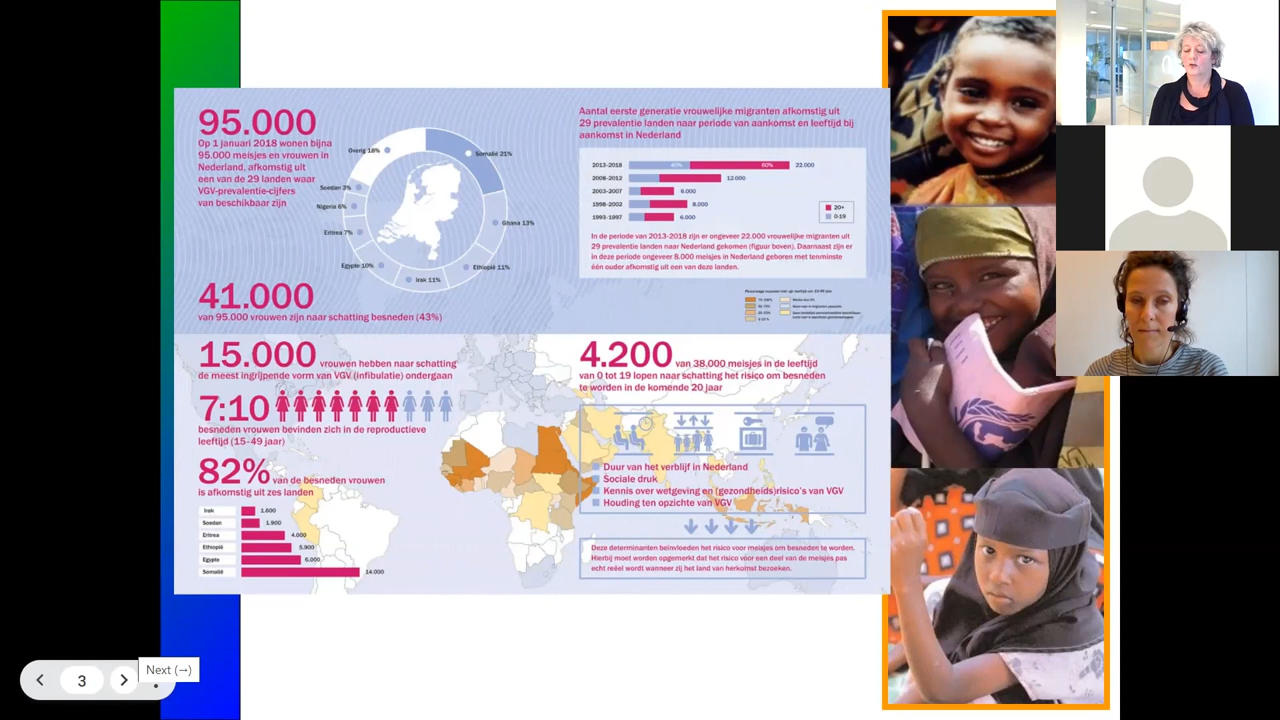 95.000
Op 1 januari 2018 wonen bijna
95.000 meisjes en vrouwen in
Nederland, afkomstig uit
een van de 29 landen waar
VGV-prevalentie-cijfers
van beschikbaar zijn
Overig 18%
Somalië 21%
Soedan 3%
Nigeria 6%
Ghana 13%
Eritrea 7%
Egypte 10%
Ethiopië 11%
Irak 11%
41.000
van 95.000 vrouwen zijn naar schatting besneden (43%)
Aantal eerste generatie vrouwelijke migranten afkomstig uit
29 prevalentie landen naar periode van aankomst en leeftijd bij
aankomst in Nederland
2013-2018 40% 60% 22.000
2008-2012 12.000
2003-2007 6.000
1998-2002 8.000
1993-1997 6.000
20+
0-19
In de periode van 2013-2018 zijn er ongeveer 22.000 vrouwelijke migranten uit
29 prevalentie landen naar Nederland gekomen (figuur boven). Daarnaast zijn er
in deze periode ongeveer 8.000 meisjes in Nederland geboren met tenminste
één ouder afkomstig uit een van deze landen.
15.000 vrouwen hebben naar schatting
de meest ingrijpende vorm van VGV (infibulatie) ondergaan
7:10
besneden vrouwen bevinden zich in de reproductieve
leeftijd (15-49 jaar)
82% van de besneden vrouwen
is afkomstig uit zes landen
Irak 1.600
Soedan 1.900
Eritrea 4.000
Ethiopië 5.900
Egypte 6.000
Somalië 14.000
4.200 van 38.000 meisjes in de leeftijd
van 0 tot 19 lopen naar schatting het risico om besneden
te worden in de komende 20 jaar
Duur van het verblijf in Nederland
Sociale druk
Kennis over wetgeving en (gezondheids)risico's van VGV
Houding ten opzichte van VGV
Deze determinanten beïnvloeden het risico voor meisjes om besneden te worden.
Hierbij moet worden opgemerkt dat het risico voor een deel van de meisjes pas
echt reëel wordt wanneer zij het land van herkomst bezoeken.
3
Next (→)